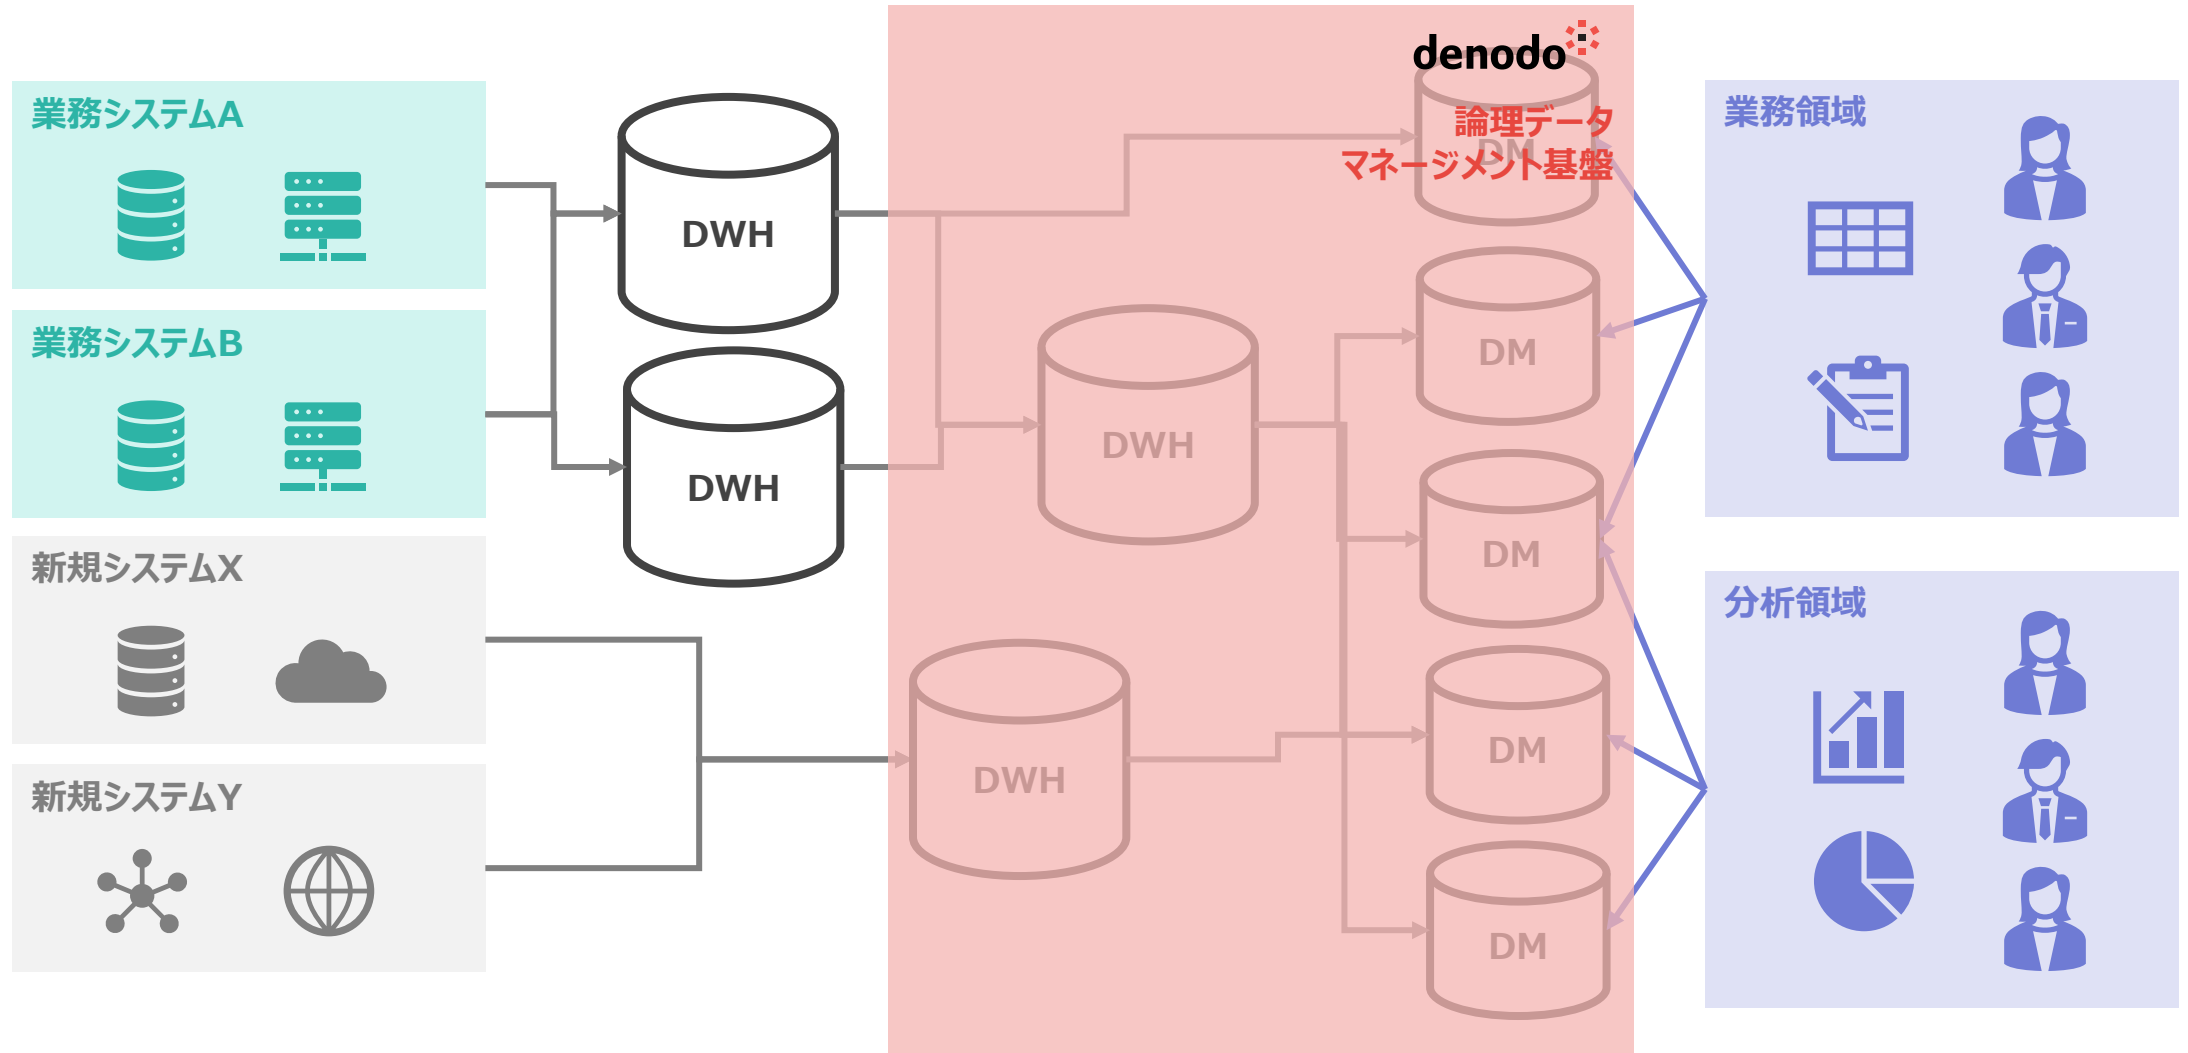 業務システムA
業務システムB
新規システムX
新規システムY
DWH
DWH
DWH
DWH
denodo
論理データ
マネージメント基盤
DM
DM
DM
DM
DM
業務領域
分析領域